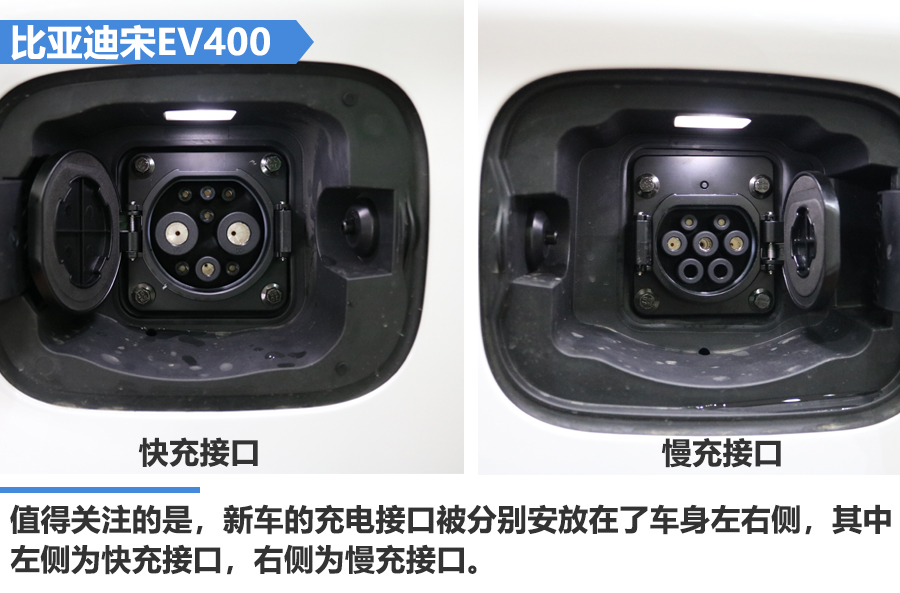 比亚迪宋EV400
快充接口
慢充接口
值得关注的是，新车的充电接口被分别安放在了车身左右侧，其中
左侧为快充接口，右侧为慢充接口。